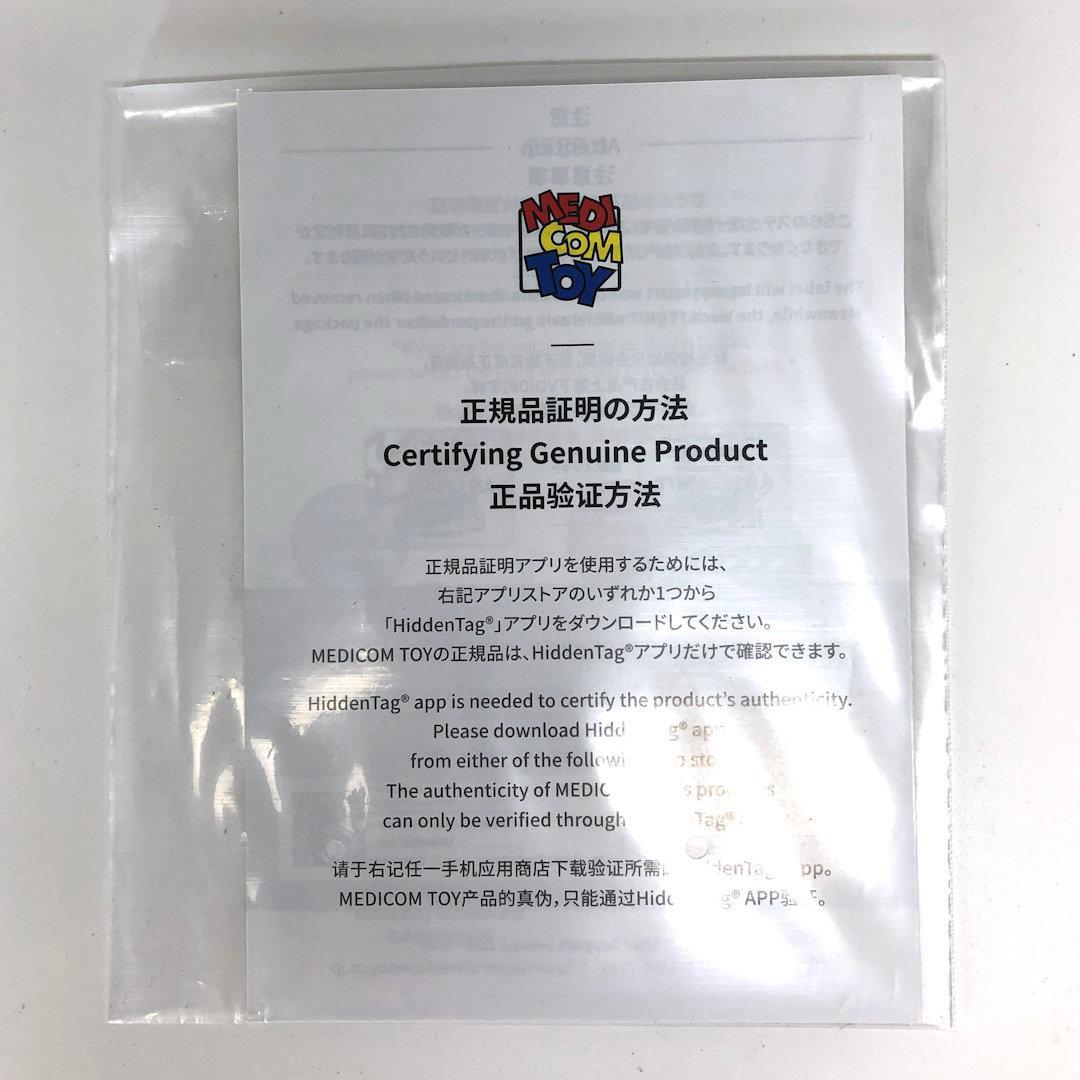 MEDI
COM
TOY
正規品証明の方法
Certifying Genuine Product
正品验证方法
正規品証明アプリを使用するためには、
右記アプリストアのいずれか1つから
「HiddenTag®」アプリをダウンロードしてください。
MEDICOM TOYの正規品は、HiddenTag®アプリだけで確認できます。
HiddenTag® app is needed to certify the product's authenticity.
Please download app
from either of the
The authenticity of
can only be verified through
请于右记任一手机应用商店下载验证所需
MEDICOM TOY产品的真伪，只能通过 APP验